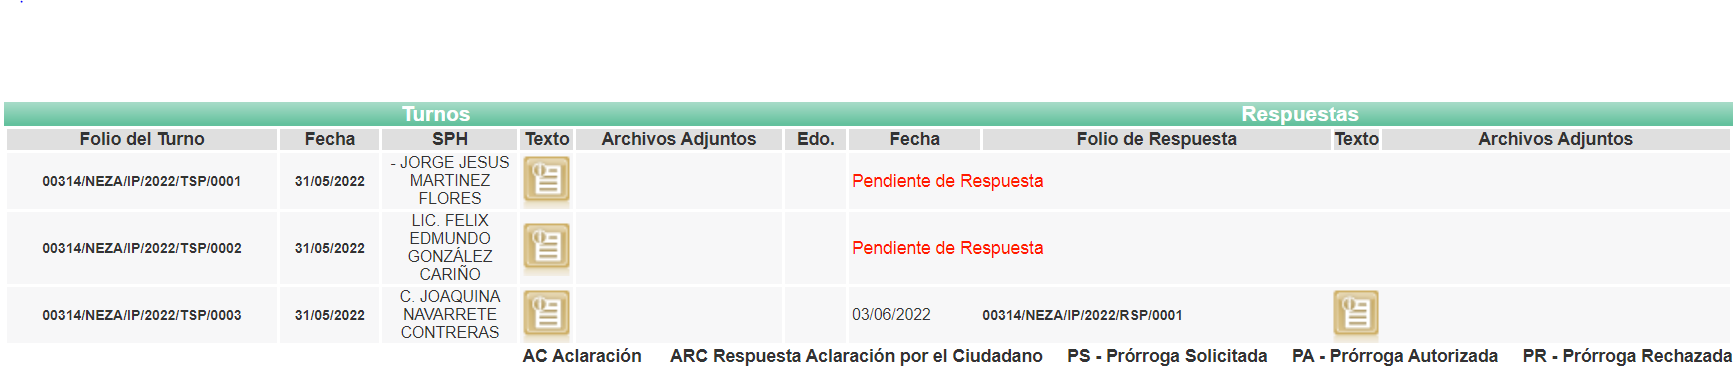 Turnos Respuestas
Folio del Turno Fecha SPH Texto Archivos Adjuntos Edo. Fecha Folio de Respuesta Texto Archivos Adjuntos
00314/NEZA/IP/2022/TSP/0001 31/05/2022 - JORGE JESUS
MARTINEZ
FLORES
Pendiente de Respuesta
00314/NEZA/IP/2022/TSP/0002 31/05/2022 LIC. FELIX
EDMUNDO
GONZÁLEZ
CARIÑO
Pendiente de Respuesta
00314/NEZA/IP/2022/TSP/0003 31/05/2022 C. JOAQUINA
NAVARRETE
CONTRERAS
03/06/2022 00314/NEZA/IP/2022/RSP/0001
AC Aclaración ARC Respuesta Aclaración por el Ciudadano PS - Prórroga Solicitada PA - Prórroga Autorizada PR - Prórroga Rechazada